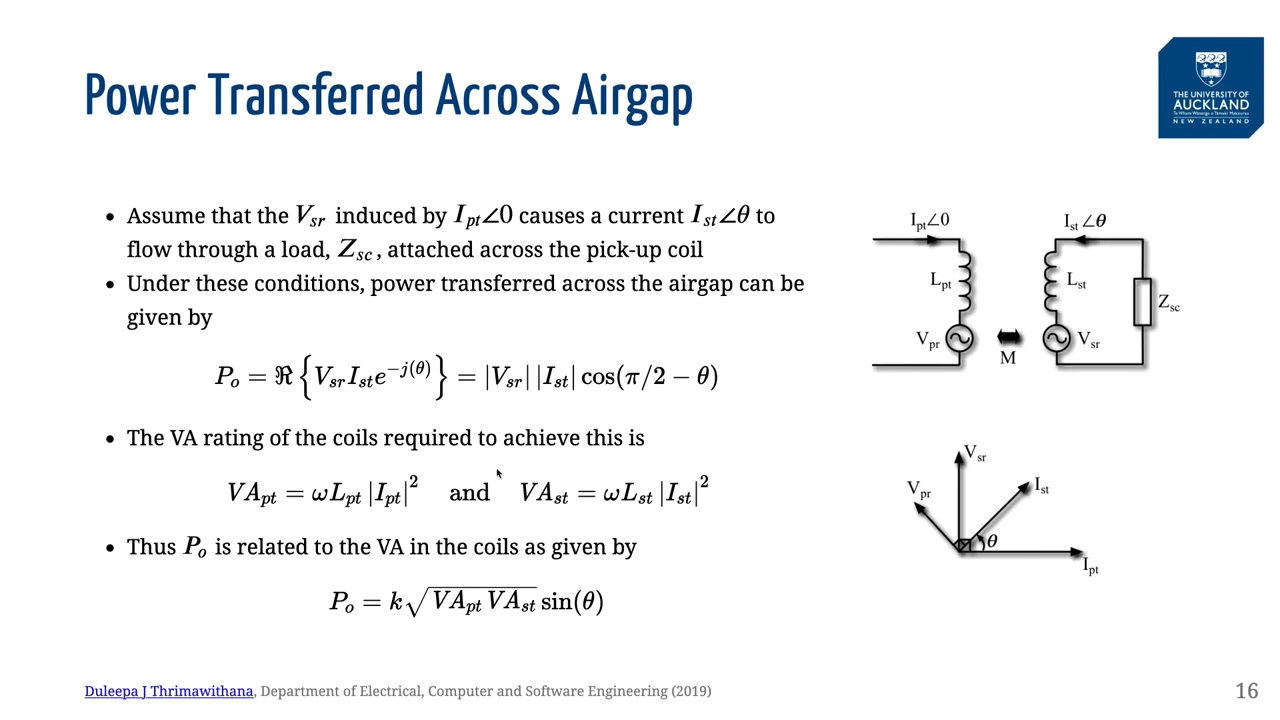 Power Transferred Across Airgap
THE UNIVERSITY OF
AUCKLAND
Te Whare Wānanga o Tāmaki Makaurau
NEW ZEALAND
• Assume that the V_sr induced by I_pt∠0 causes a current I_st∠θ to
flow through a load, Z_sc, attached across the pick-up coil
• Under these conditions, power transferred across the airgap can be
given by
P_o = ℜ{V_sr I_st e^{-j(θ)}} = |V_sr| |I_st| cos(π/2 − θ)
• The VA rating of the coils required to achieve this is
VA_pt = ωL_pt |I_pt|² and VA_st = ωL_st |I_st|²
• Thus P_o is related to the VA in the coils as given by
P_o = k√(VA_pt VA_st) sin(θ)
I_pt∠0
I_st∠θ
L_pt
L_st
Z_sc
V_pr
V_sr
M
V_sr
V_pr
I_st
θ
I_pt
Duleepa J Thrimawithana, Department of Electrical, Computer and Software Engineering (2019)
16